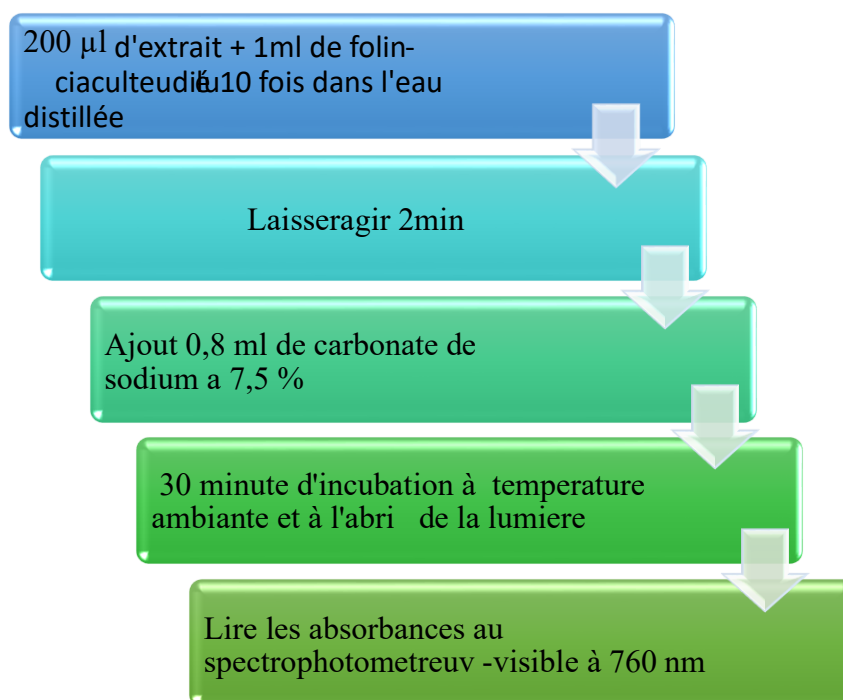 200 µl d'extrait + 1ml de folin-
ciaculteudilu 10 fois dans l'eau
distillée
Laisseragir 2min
Ajout 0,8 ml de carbonate de
sodium a 7,5 %
30 minute d'incubation à temperature
ambiante et à l'abri de la lumiere
Lire les absorbances au
spectrophotometreuv -visible à 760 nm